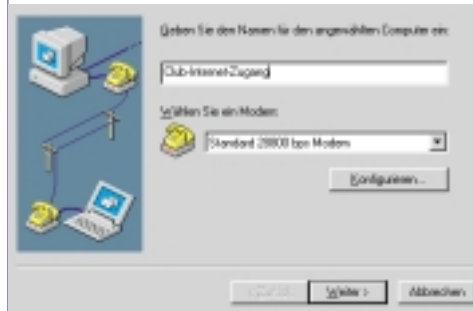 Geben Sie den Namen für den angewählten Computer ein:
Club-Internet-Zugang
Wählen Sie ein Modem:
Standard 28800 bps Modem
Konfigurieren...
Weiter >
Abbrechen